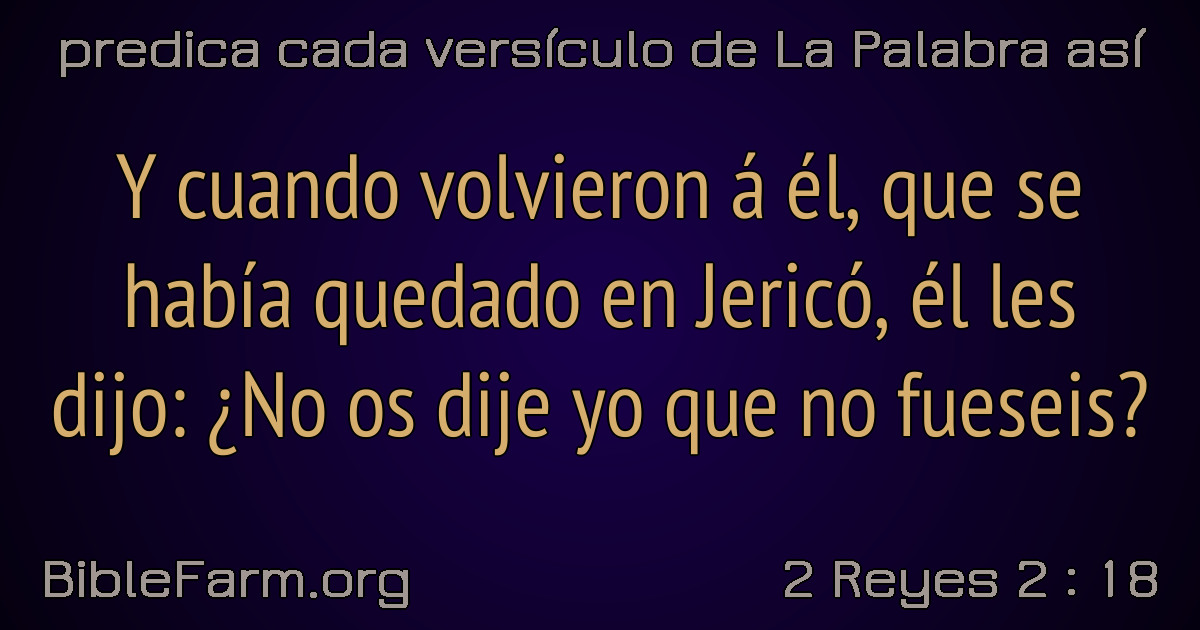 predica cada versículo de La Palabra así
Y cuando volvieron á él, que se
había quedado en Jericó, él les
dijo: ¿No os dije yo que no fueseis?
BibleFarm.org
2 Reyes 2 : 18